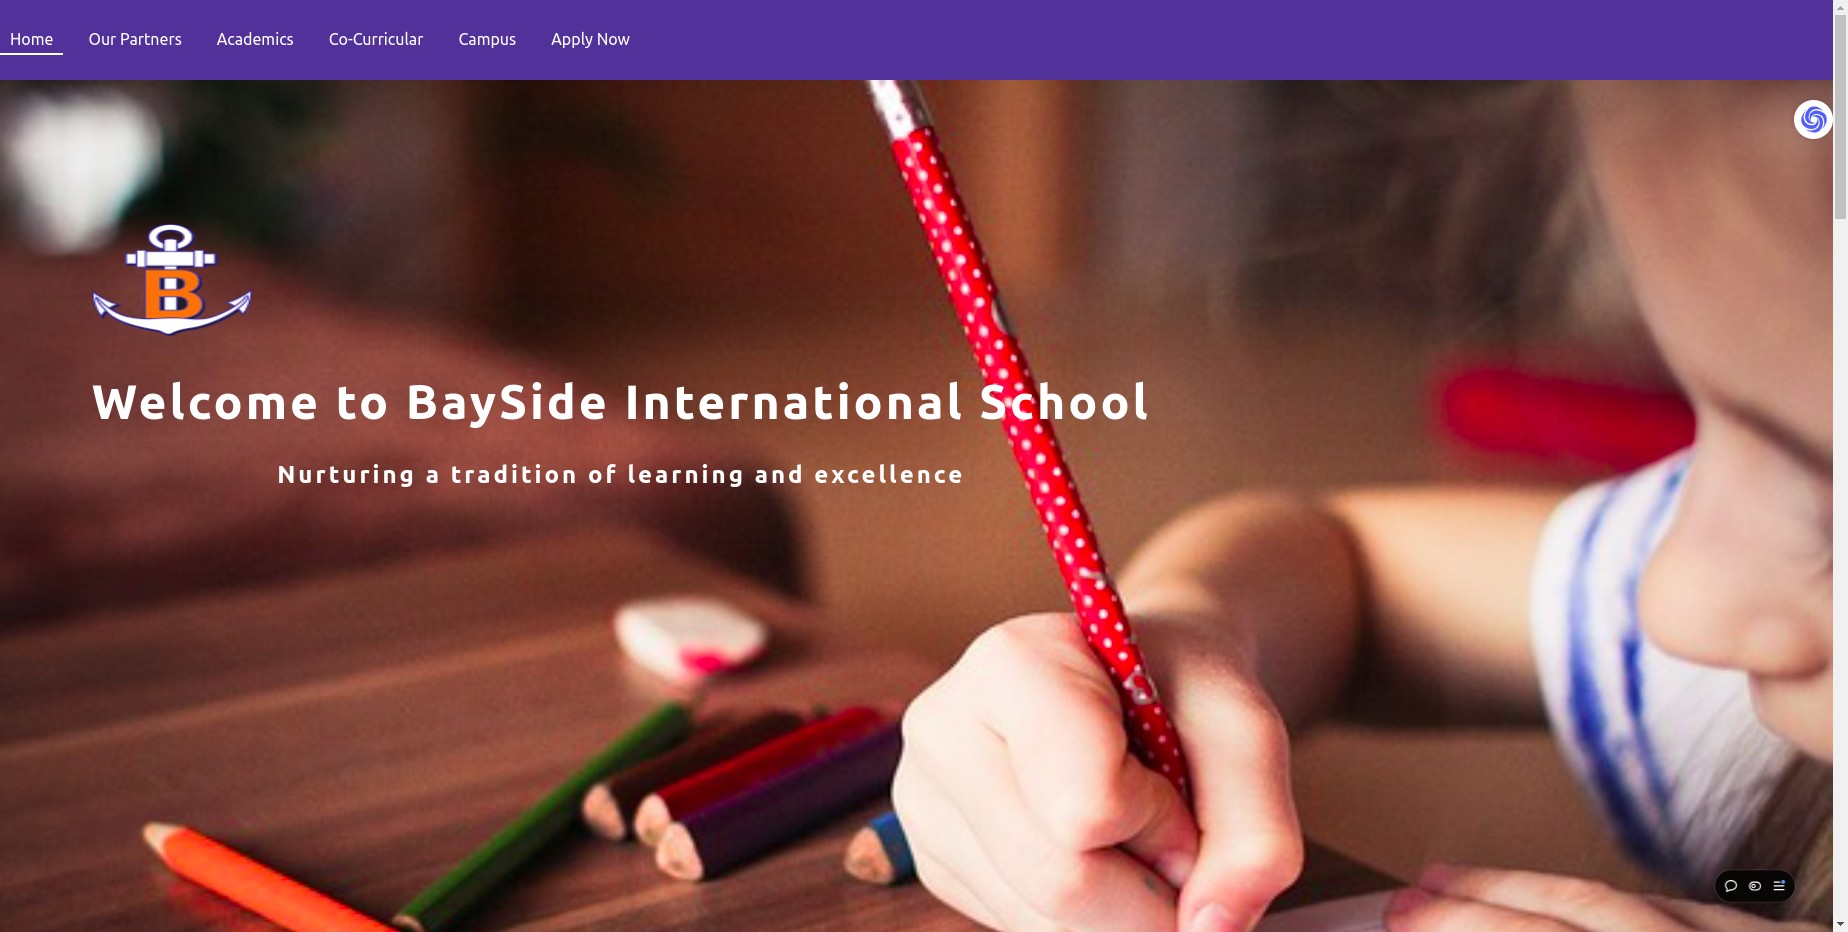 Home Our Partners Academics Co-Curricular Campus Apply Now
B
Welcome to BaySide International School
Nurturing a tradition of learning and excellence